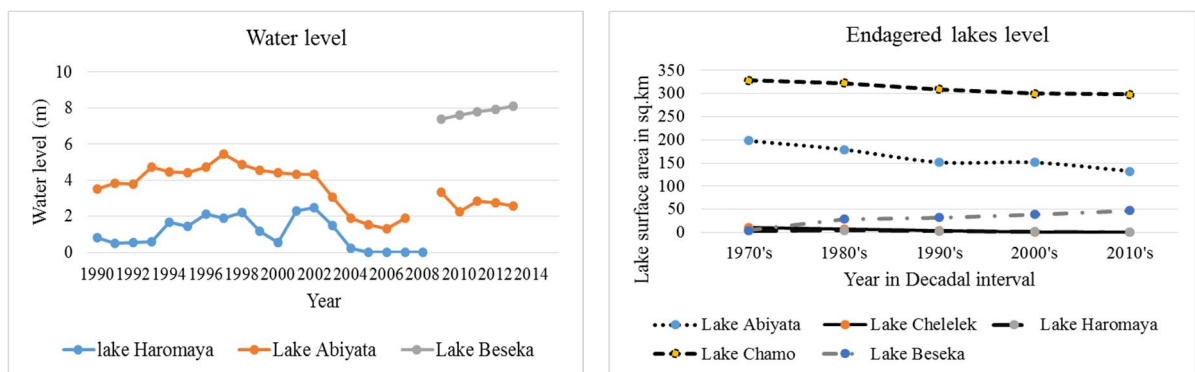 Water level
10
8
6
4
2
0
Water level (m)
1990 1992 1994 1996 1998 2000 2002 2004 2006 2008 2010 2012 2014
Year
lake Haromaya Lake Abiyata Lake Beseka
Endagered lakes level
350
300
250
200
150
100
50
0
Lake surface area in sq.km
1970's 1980's 1990's 2000's 2010's
Year in Decadal interval
Lake Abiyata Lake Chelelek Lake Haromaya
Lake Chamo Lake Beseka